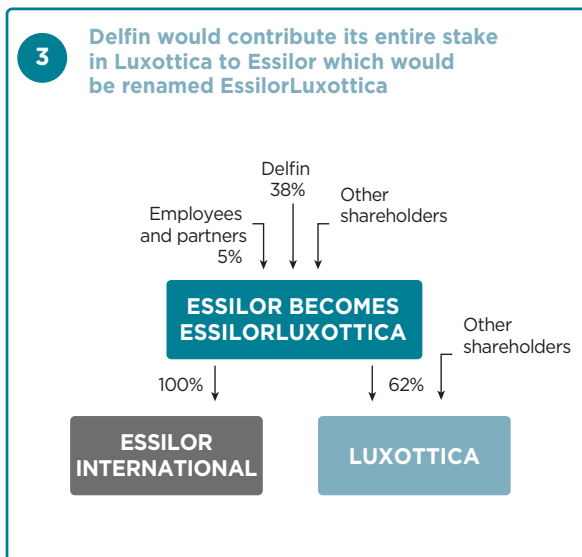 3
Delfin would contribute its entire stake
in Luxottica to Essilor which would
be renamed EssilorLuxottica
Delfin
38%
Employees
and partners
5%
Other
shareholders
ESSILOR BECOMES
ESSILORLUXOTTICA
Other
shareholders
100%
62%
ESSILOR
INTERNATIONAL
LUXOTTICA